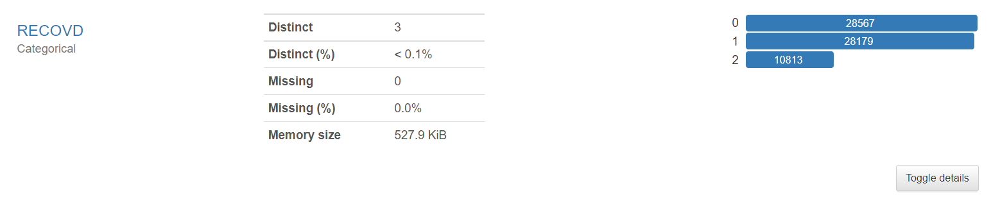 RECOVD
Categorical
Distinct 3
Distinct (%) < 0.1%
Missing 0
Missing (%) 0.0%
Memory size 527.9 KiB
0 28567
1 28179
2 10813
Toggle details